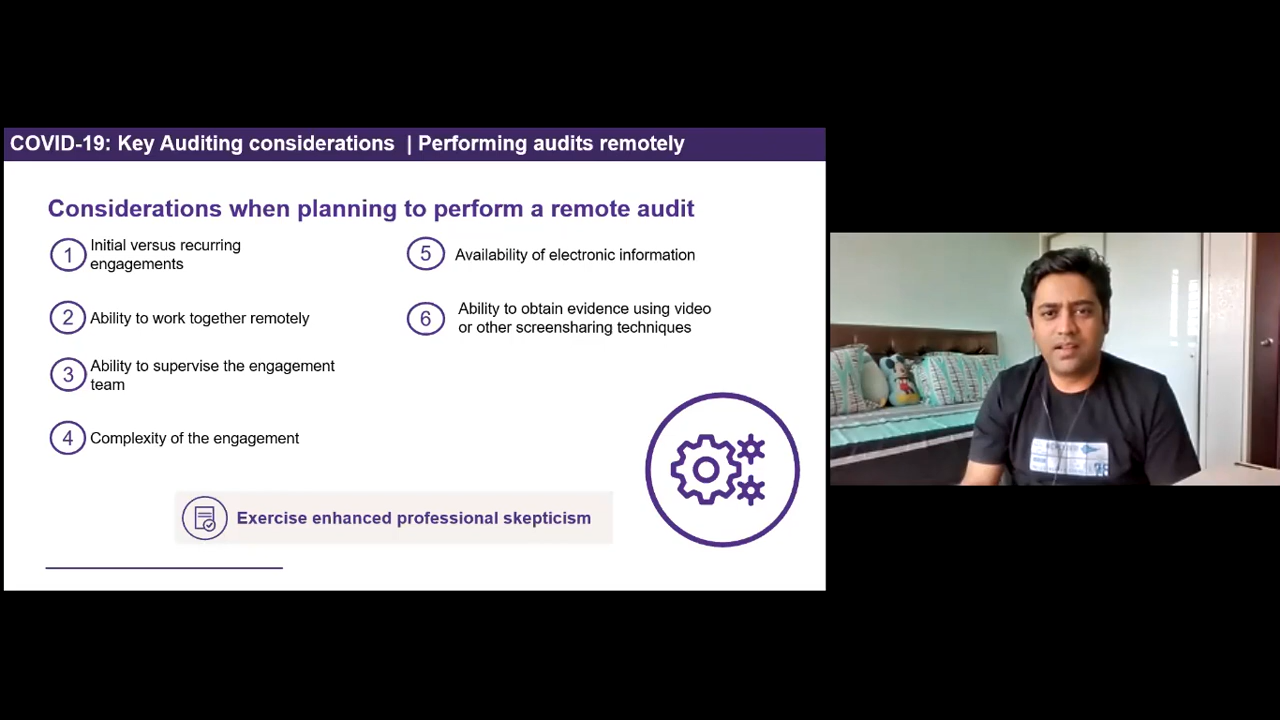 COVID-19: Key Auditing considerations | Performing audits remotely
Considerations when planning to perform a remote audit
1 Initial versus recurring
engagements
2 Ability to work together remotely
3 Ability to supervise the engagement
team
4 Complexity of the engagement
5 Availability of electronic information
6 Ability to obtain evidence using video
or other screensharing techniques
Exercise enhanced professional skepticism